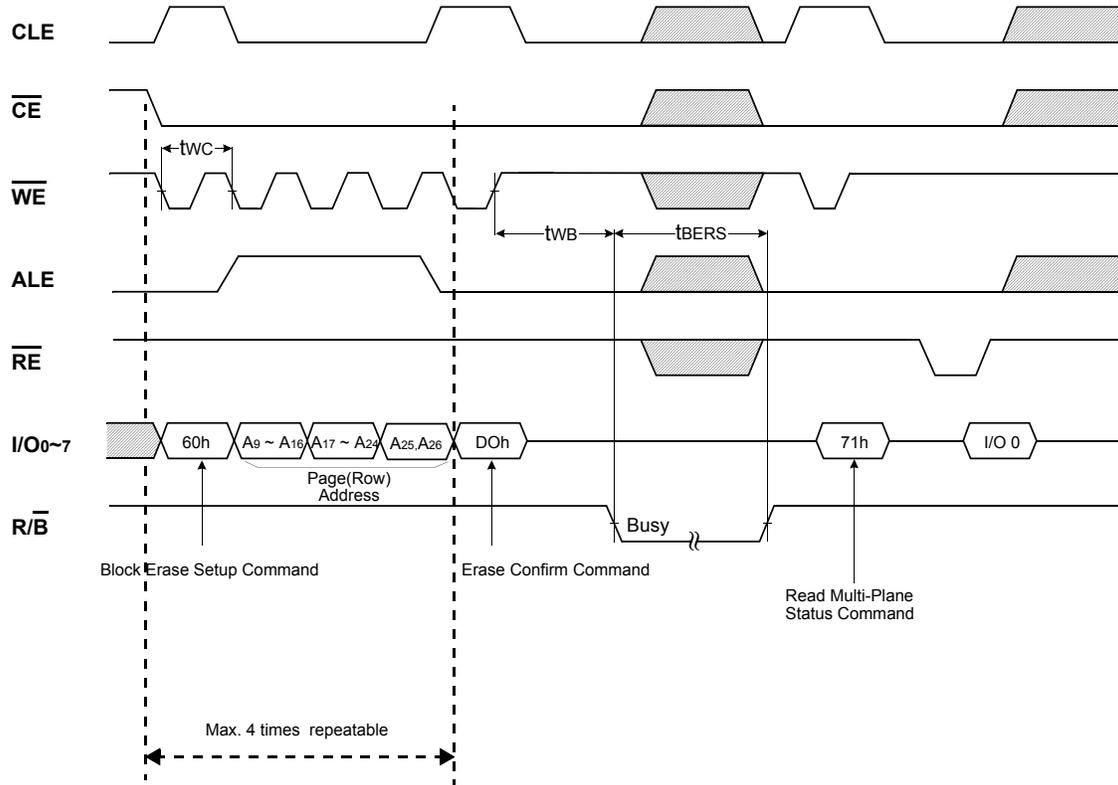 CLE
CE
tWC
WE
tWB
tBERS
ALE
RE
I/O0~7
60h
A9 ~ A16
A17 ~ A24
A25,A26
DOh
71h
I/O 0
Page(Row)
Address
R/B
Busy
Block Erase Setup Command
Erase Confirm Command
Read Multi-Plane
Status Command
Max. 4 times repeatable